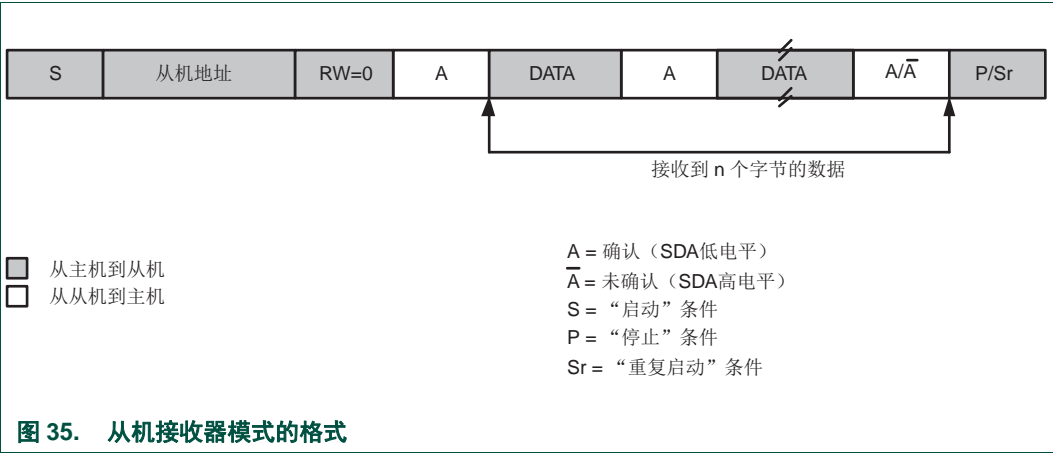 S 从机地址 RW=0 A DATA A DATA A/A̅ P/Sr
接收到 n 个字节的数据
从主机到从机
从从机到主机
A = 确认（SDA低电平）
A̅ = 未确认（SDA高电平）
S = “启动”条件
P = “停止”条件
Sr = “重复启动”条件
图 35. 从机接收器模式的格式